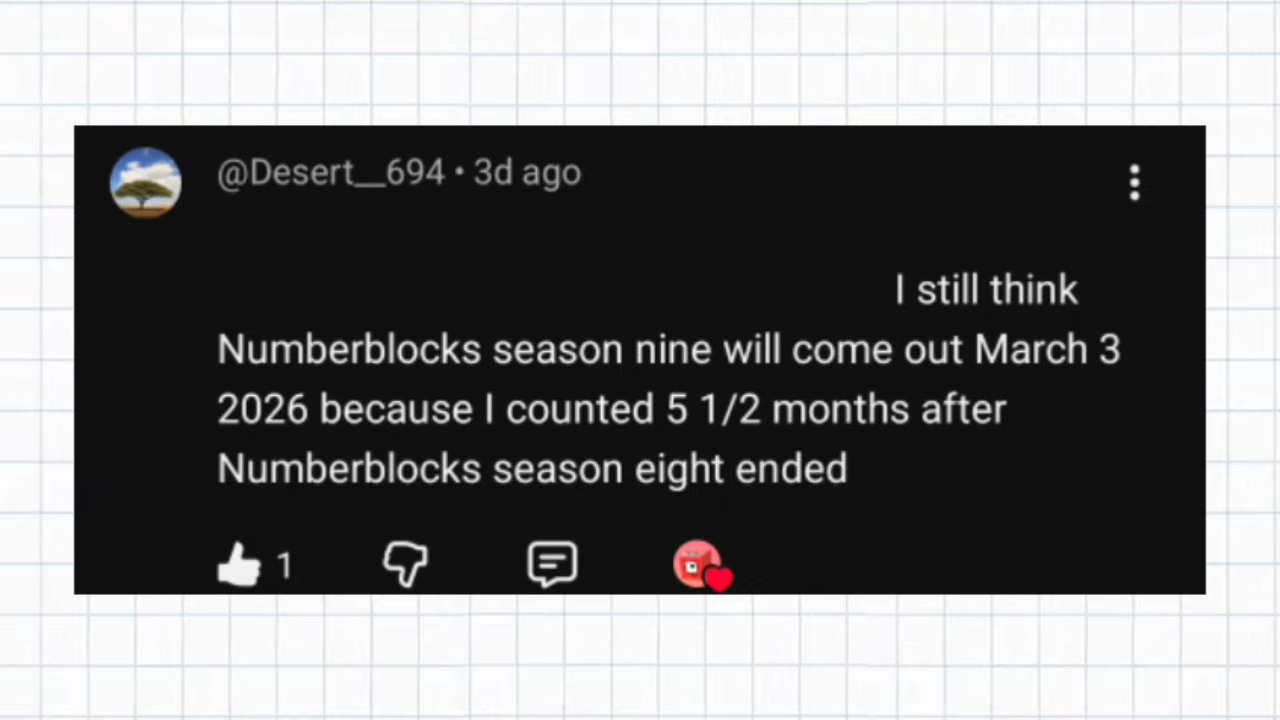 @Desert__694 • 3d ago
I still think
Numberblocks season nine will come out March 3
2026 because I counted 5 1/2 months after
Numberblocks season eight ended
1